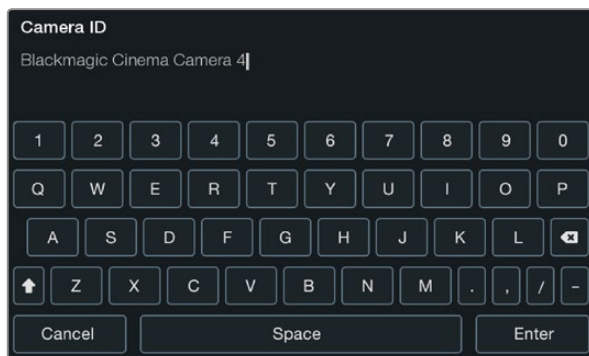 Camera ID
Blackmagic Cinema Camera 4
1 2 3 4 5 6 7 8 9 0
Q W E R T Y U I O P
A S D F G H J K L
Z X C V B N M . , / -
Cancel Space Enter